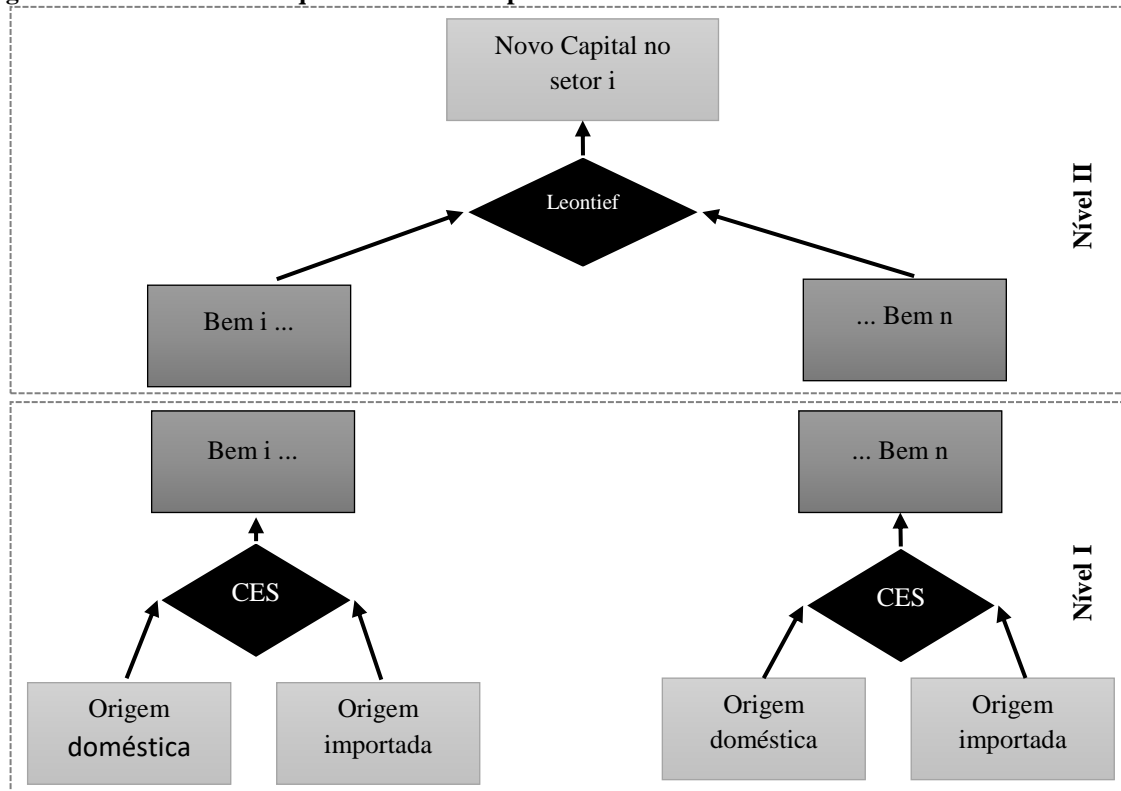 Novo Capital no
setor i
Leontief
Nível II
Bem i ...
... Bem n
Bem i ...
... Bem n
CES
CES
Nível I
Origem
doméstica
Origem
importada
Origem
doméstica
Origem
importada